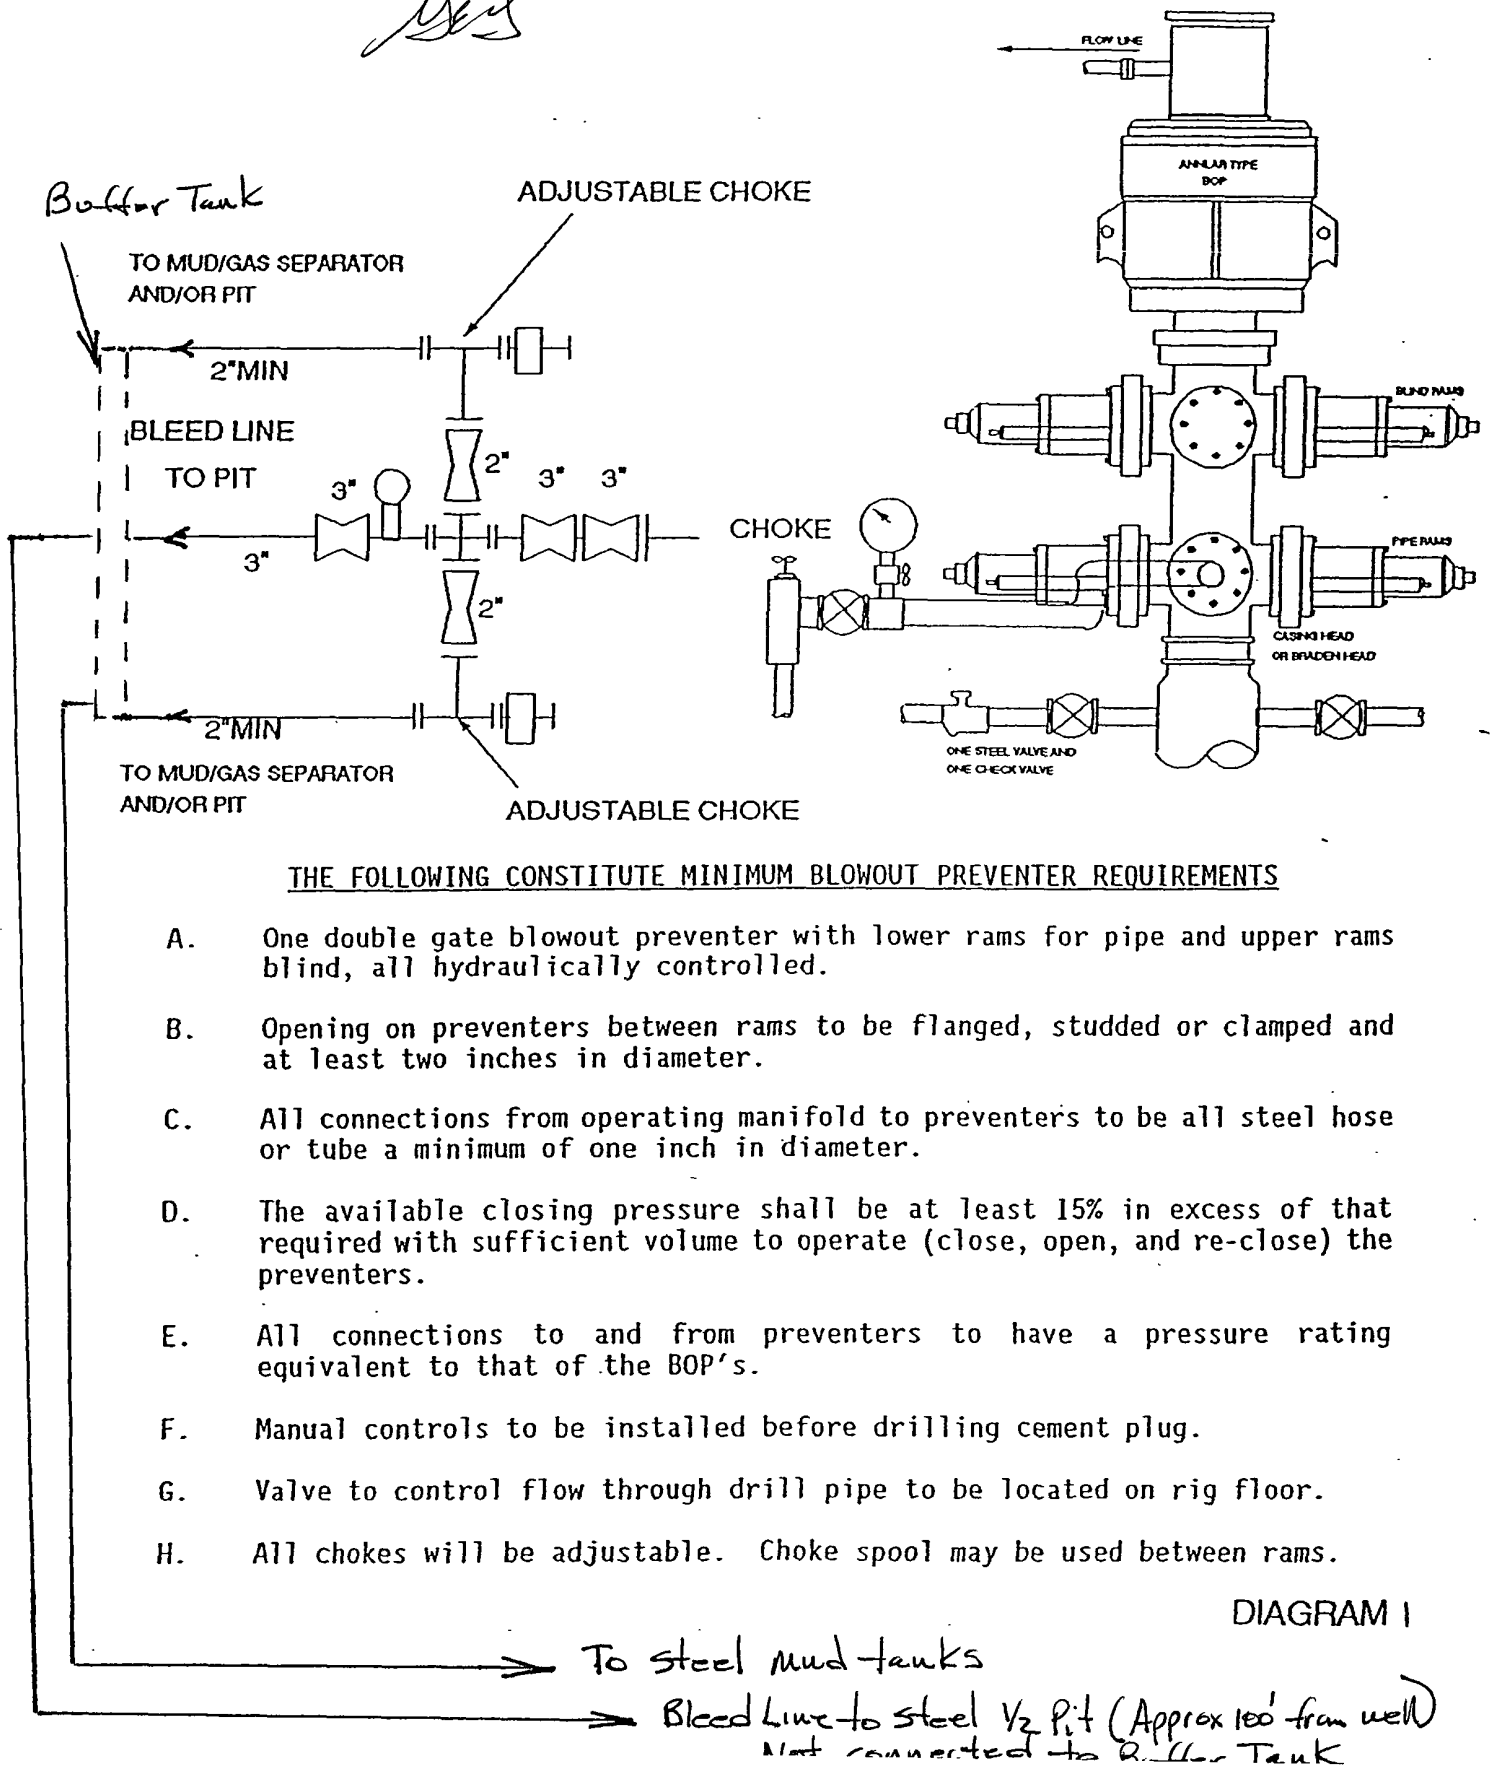 FLOW LINE
ANNLAR TYPE
BOP
Buffer Tank
ADJUSTABLE CHOKE
TO MUD/GAS SEPARATOR
AND/OR PIT
2"MIN
BLEED LINE
TO PIT
2"
3"
3"
3"
3"
2"
BLIND RAMS
CHOKE
PIPE RAMS
CASING HEAD
OR BRADEN HEAD
2"MIN
ONE STEEL VALVE AND
ONE CHECK VALVE
TO MUD/GAS SEPARATOR
AND/OR PIT
ADJUSTABLE CHOKE
THE FOLLOWING CONSTITUTE MINIMUM BLOWOUT PREVENTER REQUIREMENTS
A. One double gate blowout preventer with lower rams for pipe and upper rams
blind, all hydraulically controlled.
B. Opening on preventers between rams to be flanged, studded or clamped and
at least two inches in diameter.
C. All connections from operating manifold to preventers to be all steel hose
or tube a minimum of one inch in diameter.
D. The available closing pressure shall be at least 15% in excess of that
required with sufficient volume to operate (close, open, and re-close) the
preventers.
E. All connections to and from preventers to have a pressure rating
equivalent to that of the BOP's.
F. Manual controls to be installed before drilling cement plug.
G. Valve to control flow through drill pipe to be located on rig floor.
H. All chokes will be adjustable. Choke spool may be used between rams.
DIAGRAM 1
To steel Mud tanks
Bleed Line to steel 1/2 Pit (Approx 100' from well)
Not connected to Buffer Tank